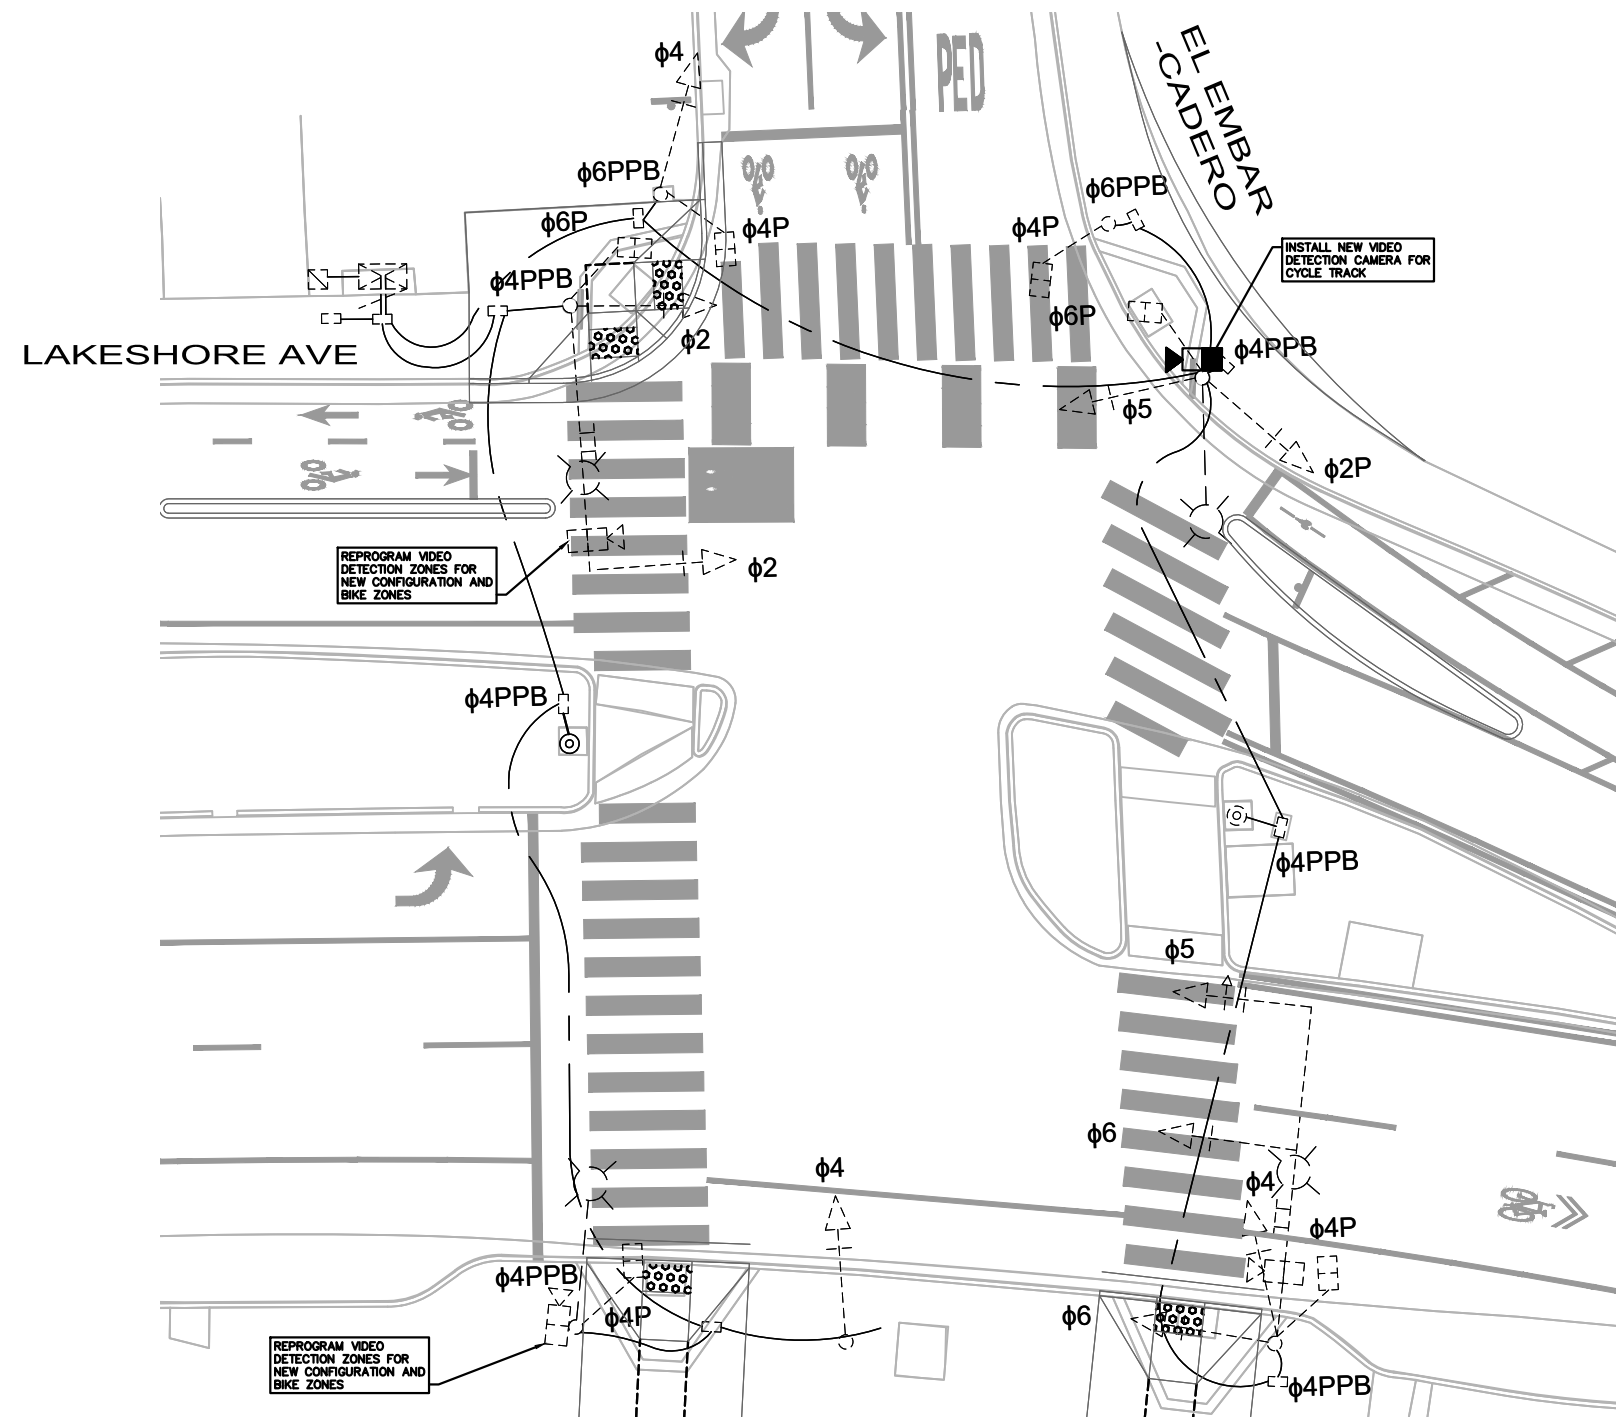 PED
EL EMBAR
-CADERO
ϕ4
ϕ6PPB
ϕ6P
ϕ4P
ϕ4PPB
ϕ2
ϕ6PPB
ϕ4P
ϕ6P
INSTALL NEW VIDEO
DETECTION CAMERA FOR
CYCLE TRACK
ϕ4PPB
LAKESHORE AVE
ϕ5
ϕ2P
REPROGRAM VIDEO
DETECTION ZONES FOR
NEW CONFIGURATION AND
BIKE ZONES
ϕ2
ϕ4PPB
ϕ4PPB
ϕ5
ϕ6
ϕ4
ϕ4
ϕ4P
ϕ4PPB
ϕ4P
ϕ6
REPROGRAM VIDEO
DETECTION ZONES FOR
NEW CONFIGURATION AND
BIKE ZONES
ϕ4PPB